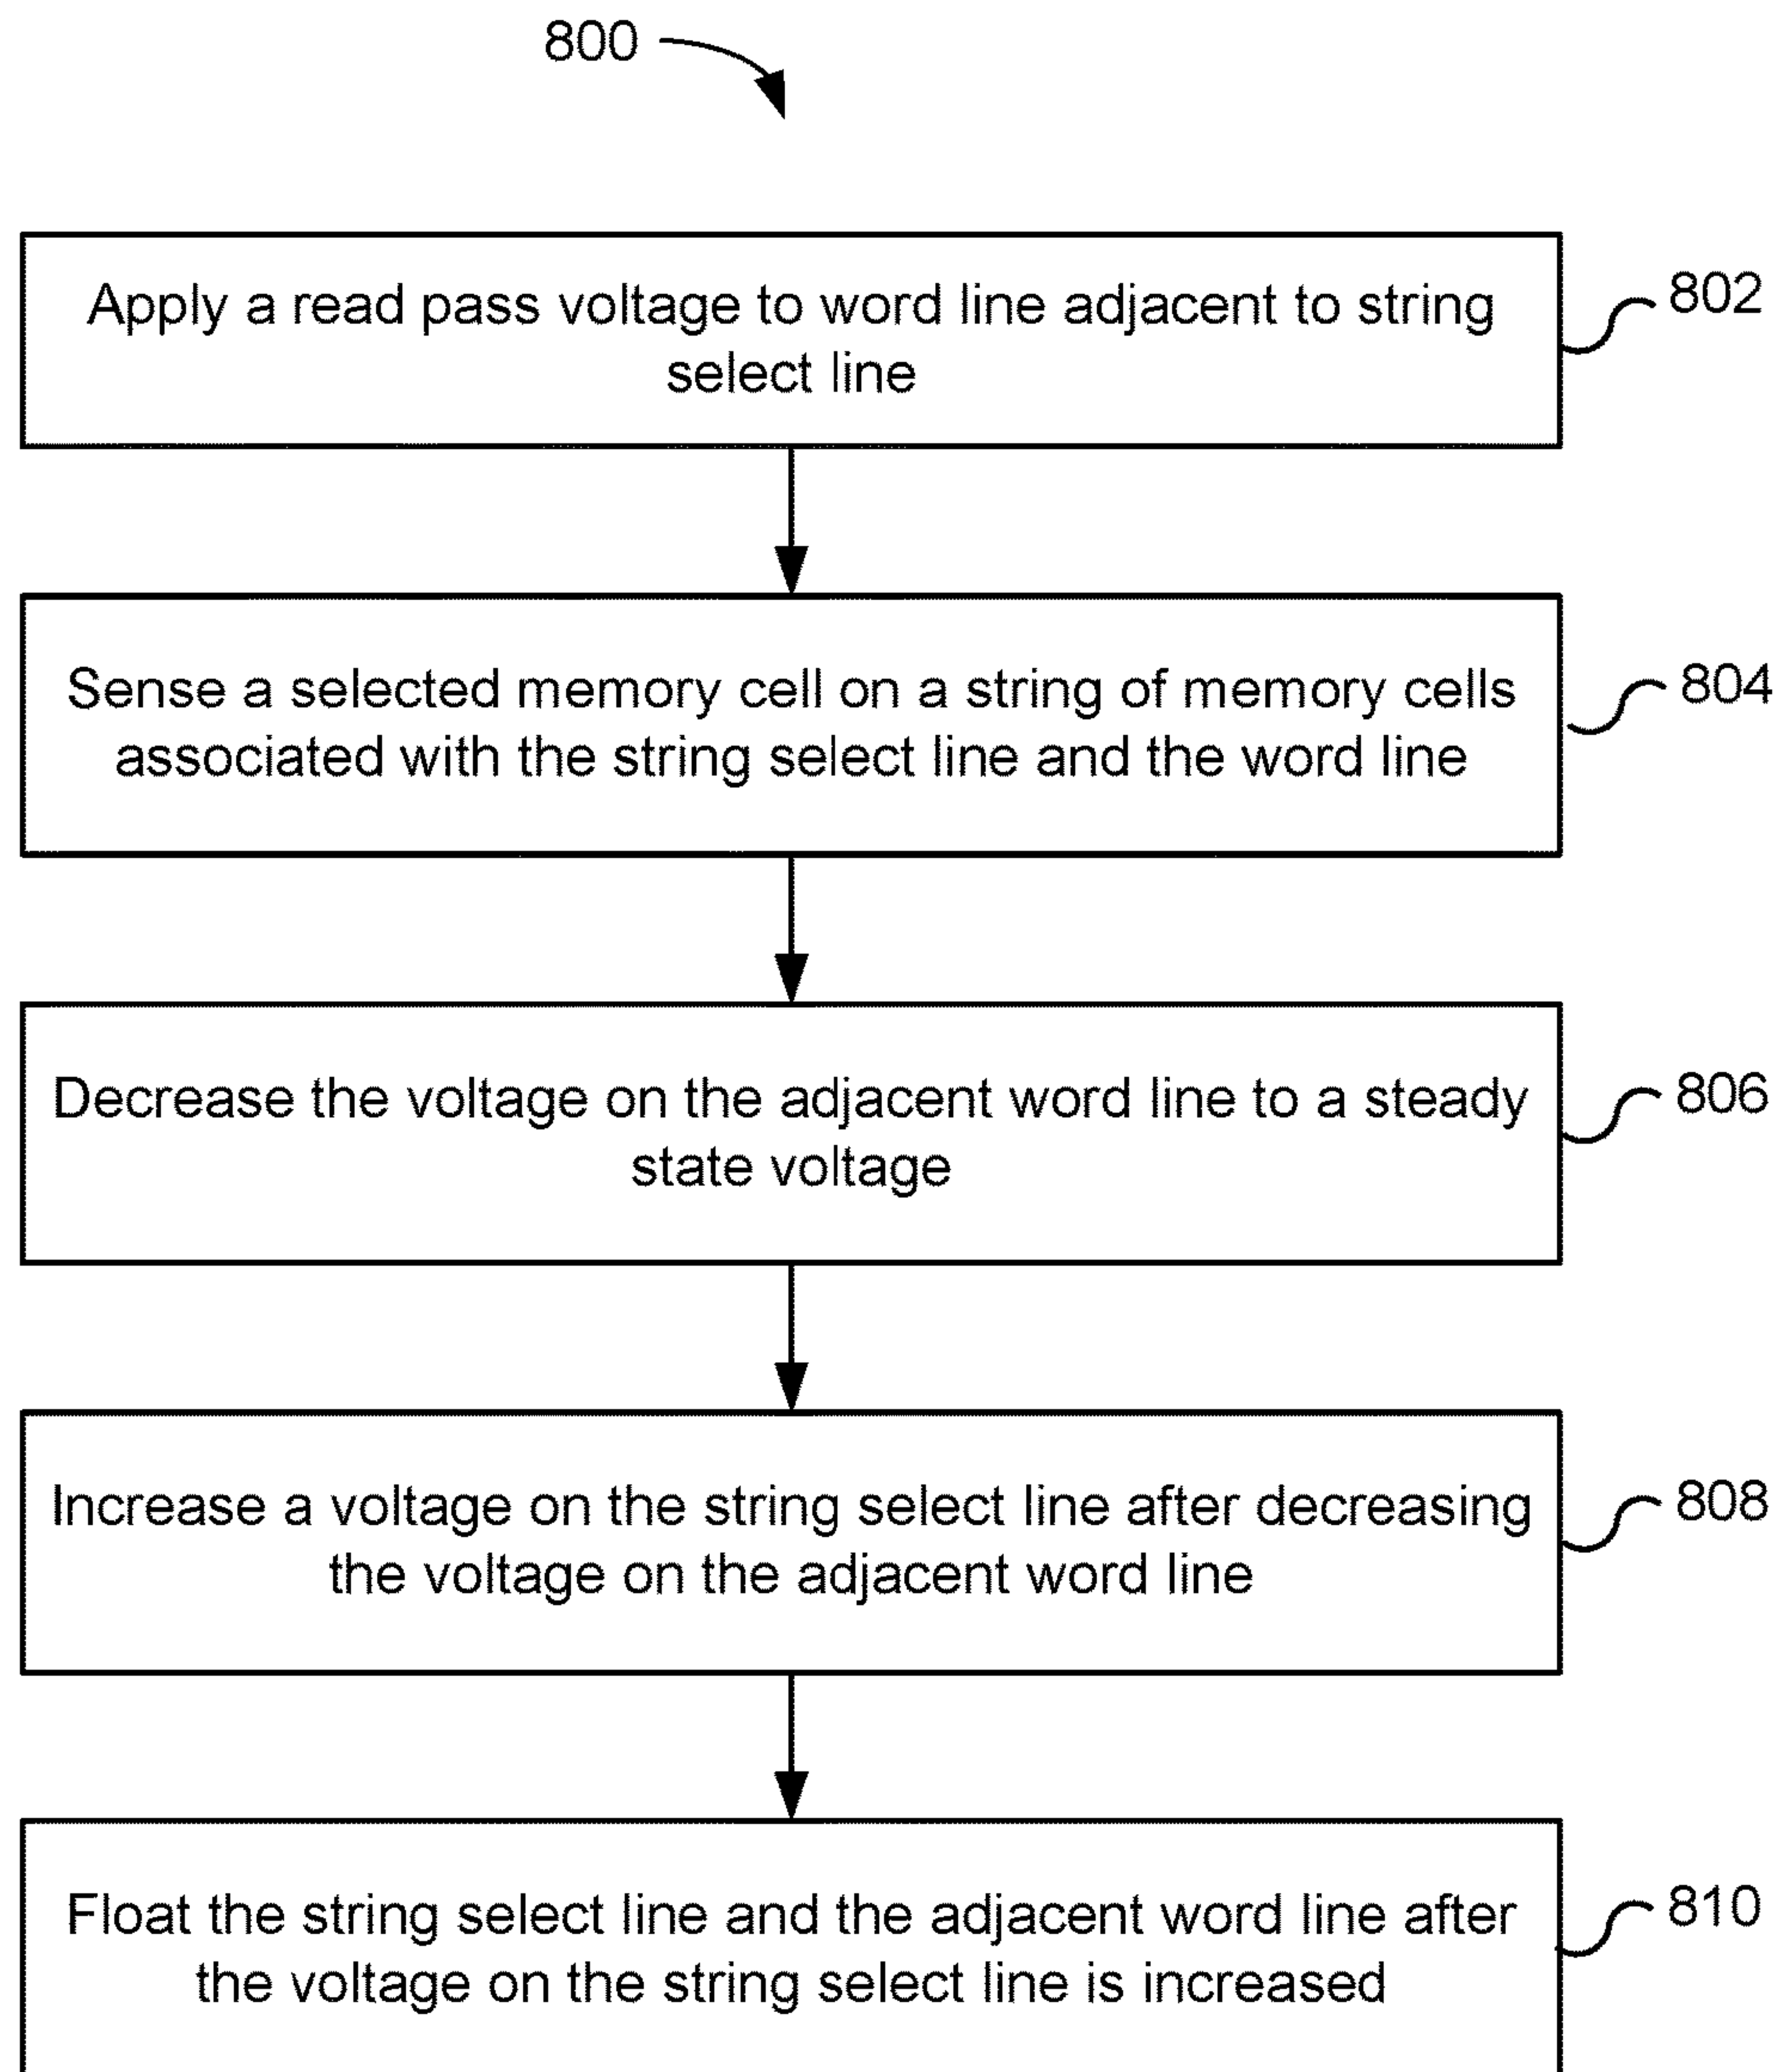 800
Apply a read pass voltage to word line adjacent to string
select line
802
Sense a selected memory cell on a string of memory cells
associated with the string select line and the word line
804
Decrease the voltage on the adjacent word line to a steady
state voltage
806
Increase a voltage on the string select line after decreasing
the voltage on the adjacent word line
808
Float the string select line and the adjacent word line after
the voltage on the string select line is increased
810